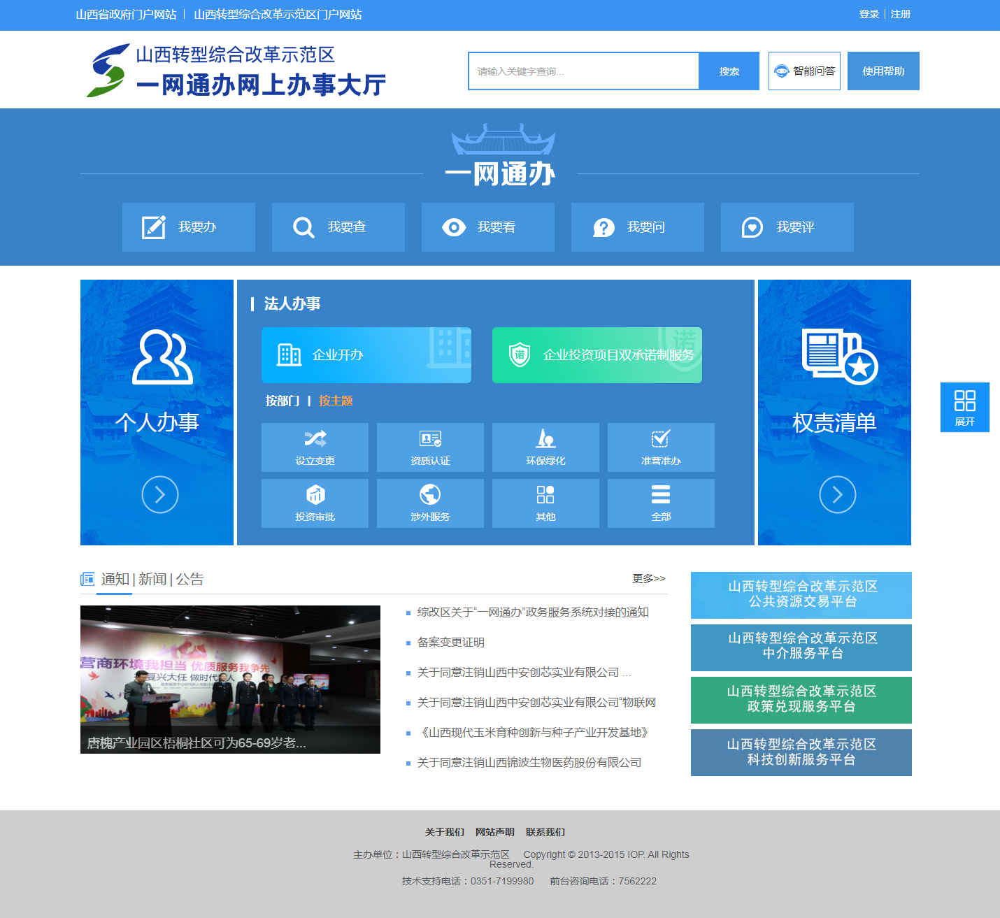 山西省政府门户网站 | 山西转型综合改革示范区门户网站
登录 | 注册
山西转型综合改革示范区
一网通办网上办事大厅
请输入关键字查询...
搜索
智能问答
使用帮助
一网通办
我要办
我要查
我要看
我要问
我要评
个人办事
法人办事
企业开办
诺
企业投资项目双承诺制服务
诺
按部门 | 按主题
设立变更
资质认证
环保绿化
准营准办
投资审批
涉外服务
其他
全部
权责清单
展开
通知 | 新闻 | 公告
更多>>
营商环境我担当 优质服务我争先
复兴大任 做时代
唐槐产业园区梧桐社区可为65-69岁老...
综改区关于“一网通办”政务服务系统对接的通知
备案变更证明
关于同意注销山西中安创芯实业有限公司 ...
关于同意注销山西中安创芯实业有限公司“物联网
《山西现代玉米育种创新与种子产业开发基地》
关于同意注销山西锦波生物医药股份有限公司
山西转型综合改革示范区
公共资源交易平台
山西转型综合改革示范区
中介服务平台
山西转型综合改革示范区
政策兑现服务平台
山西转型综合改革示范区
科技创新服务平台
关于我们 网站声明 联系我们
主办单位：山西转型综合改革示范区 Copyright © 2013-2015 IOP. All Rights
Reserved.
技术支持电话：0351-7199980 前台咨询电话：7562222